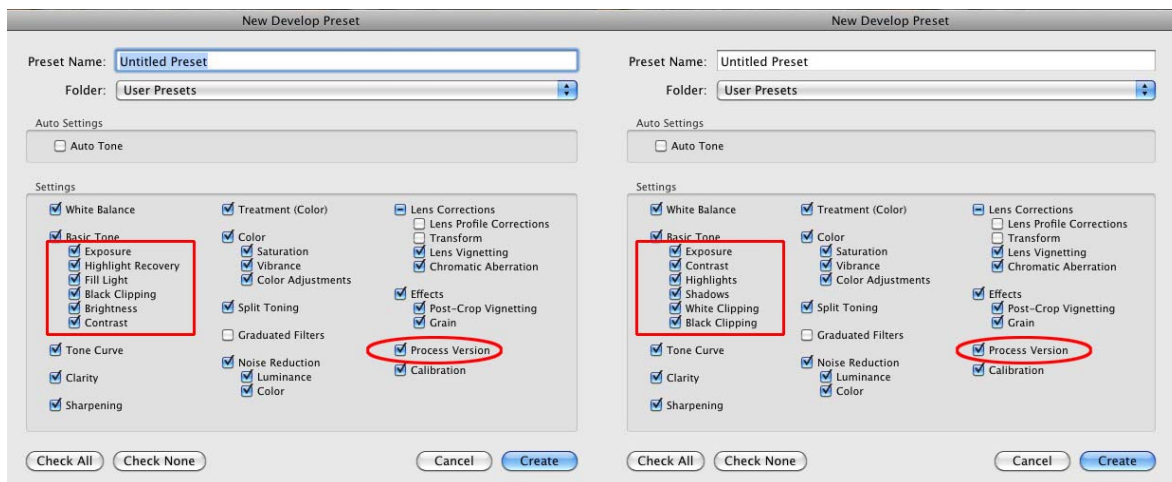 New Develop Preset
Preset Name: Untitled Preset
Folder: User Presets
Auto Settings
Auto Tone
Settings
White Balance
Basic Tone
Exposure
Highlight Recovery
Fill Light
Black Clipping
Brightness
Contrast
Tone Curve
Clarity
Sharpening
Treatment (Color)
Color
Saturation
Vibrance
Color Adjustments
Split Toning
Graduated Filters
Noise Reduction
Luminance
Color
Lens Corrections
Lens Profile Corrections
Transform
Lens Vignetting
Chromatic Aberration
Effects
Post-Crop Vignetting
Grain
Process Version
Calibration
Check All
Check None
Cancel
Create
New Develop Preset
Preset Name: Untitled Preset
Folder: User Presets
Auto Settings
Auto Tone
Settings
White Balance
Basic Tone
Exposure
Contrast
Highlights
Shadows
White Clipping
Black Clipping
Tone Curve
Clarity
Sharpening
Treatment (Color)
Color
Saturation
Vibrance
Color Adjustments
Split Toning
Graduated Filters
Noise Reduction
Luminance
Color
Lens Corrections
Lens Profile Corrections
Transform
Lens Vignetting
Chromatic Aberration
Effects
Post-Crop Vignetting
Grain
Process Version
Calibration
Check All
Check None
Cancel
Create